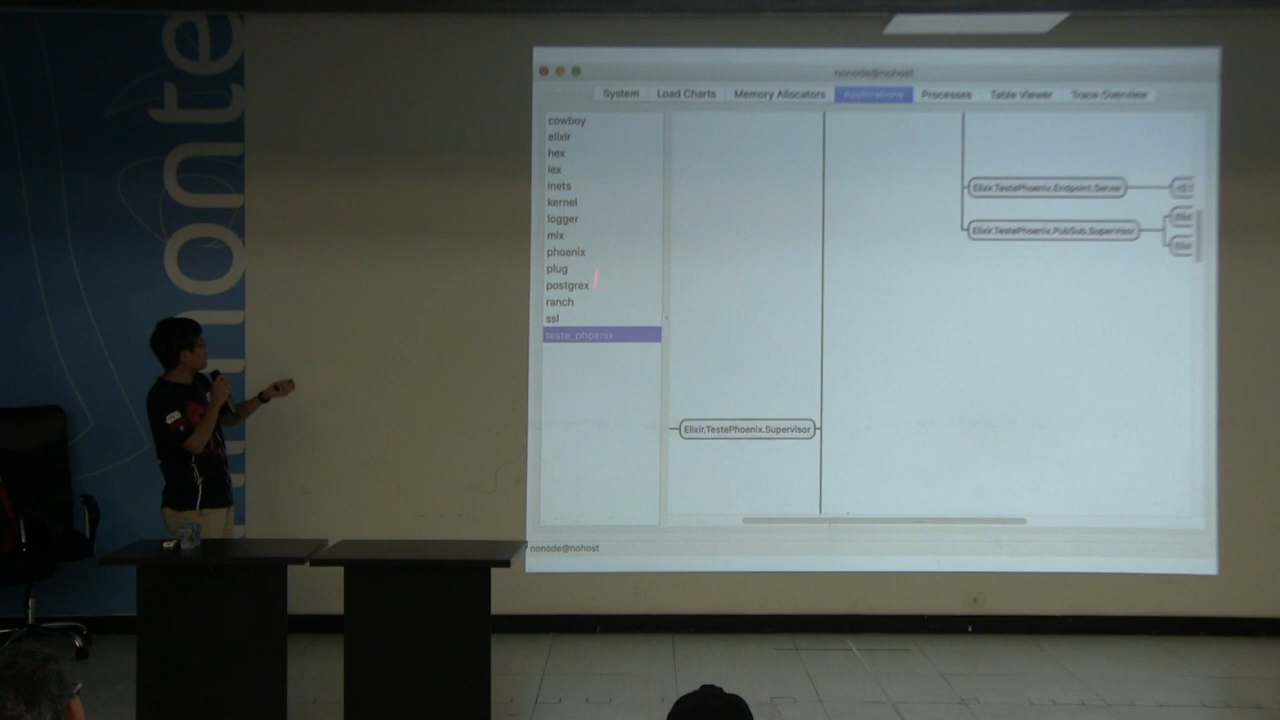 monte
nonode@nohost
System Load Charts Memory Allocators Applications Processes Table Viewer Trace Overview
cowboy
elixir
hex
iex
inets
kernel
logger
mix
phoenix
plug
postgrex
ranch
ssl
teste_phoenix
Elixir.TestePhoenix.Endpoint.Server
Elixir.TestePhoenix.PubSub.Supervisor
Elixir.TestePhoenix.Supervisor
nonode@nohost